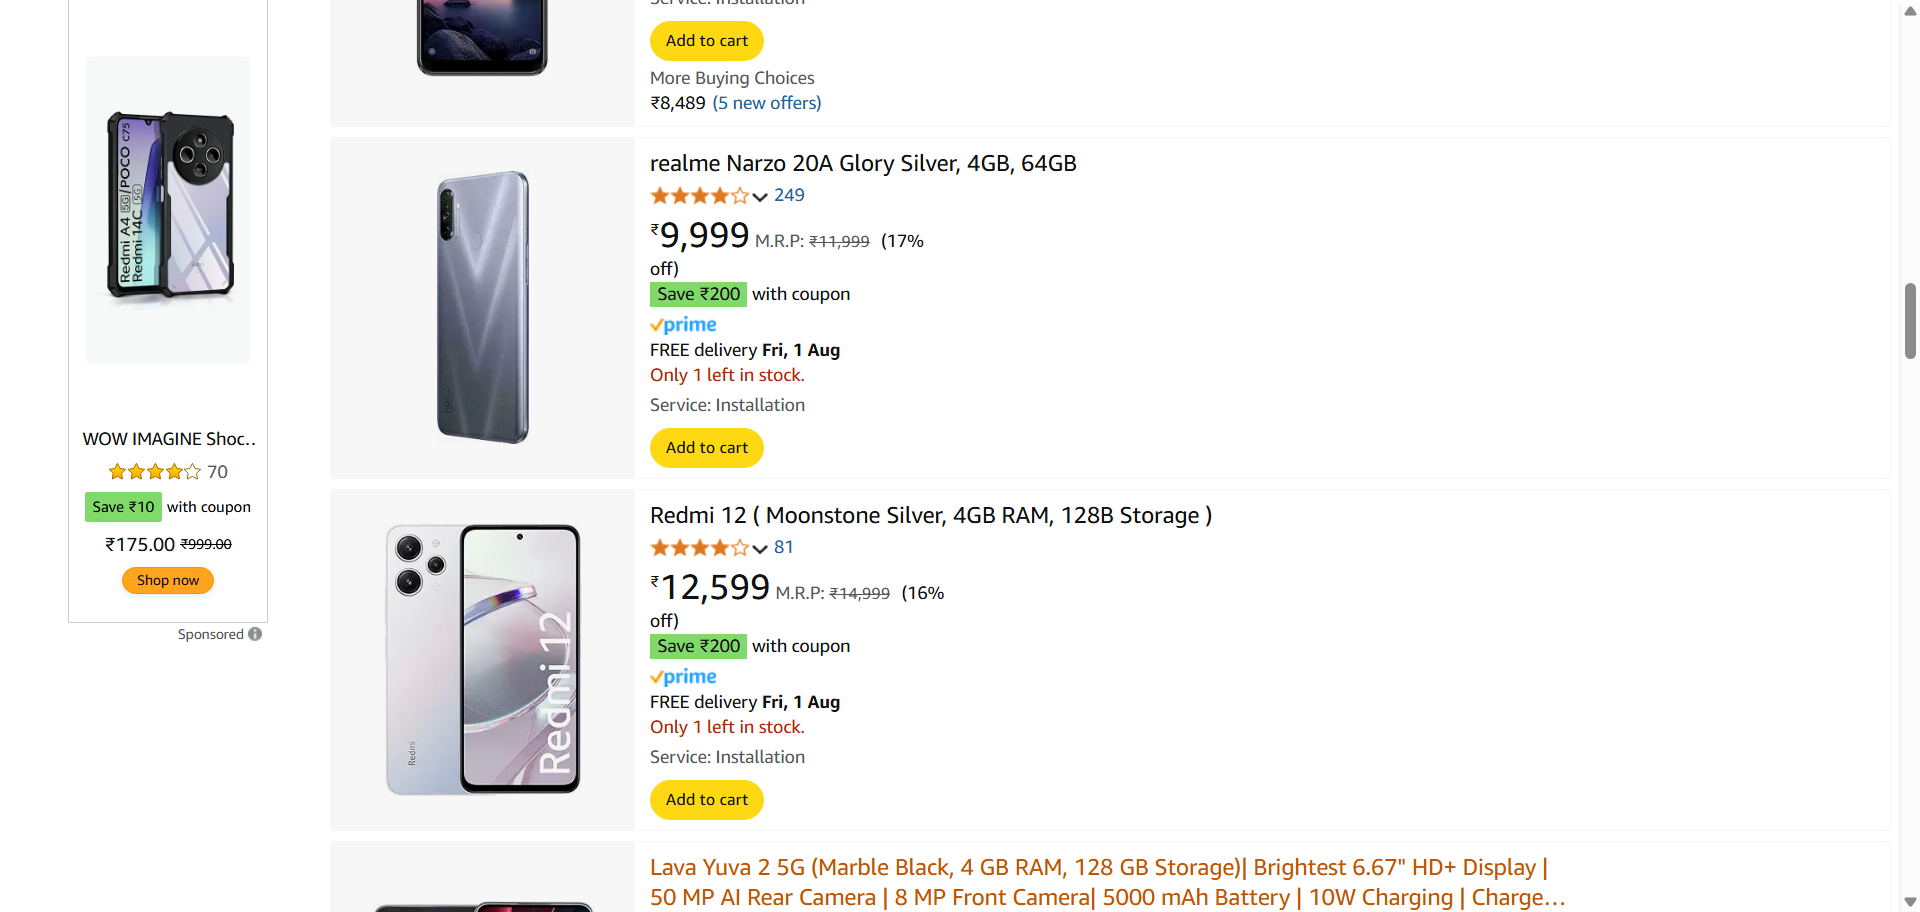 Service: Installation
Add to cart
More Buying Choices
₹8,489 (5 new offers)
Redmi A4 5G/POCO C75
Redmi 14C 5G
WOW IMAGINE Shoc..
70
Save ₹10 with coupon
₹175.00 ₹999.00
Shop now
Sponsored
realme Narzo 20A Glory Silver, 4GB, 64GB
249
₹9,999 M.R.P: ₹11,999 (17%
off)
Save ₹200 with coupon
prime
FREE delivery Fri, 1 Aug
Only 1 left in stock.
Service: Installation
Add to cart
Redmi
Redmi 12
Redmi 12 ( Moonstone Silver, 4GB RAM, 128B Storage )
81
₹12,599 M.R.P: ₹14,999 (16%
off)
Save ₹200 with coupon
prime
FREE delivery Fri, 1 Aug
Only 1 left in stock.
Service: Installation
Add to cart
Lava Yuva 2 5G (Marble Black, 4 GB RAM, 128 GB Storage)| Brightest 6.67" HD+ Display |
50 MP AI Rear Camera | 8 MP Front Camera| 5000 mAh Battery | 10W Charging | Charge...